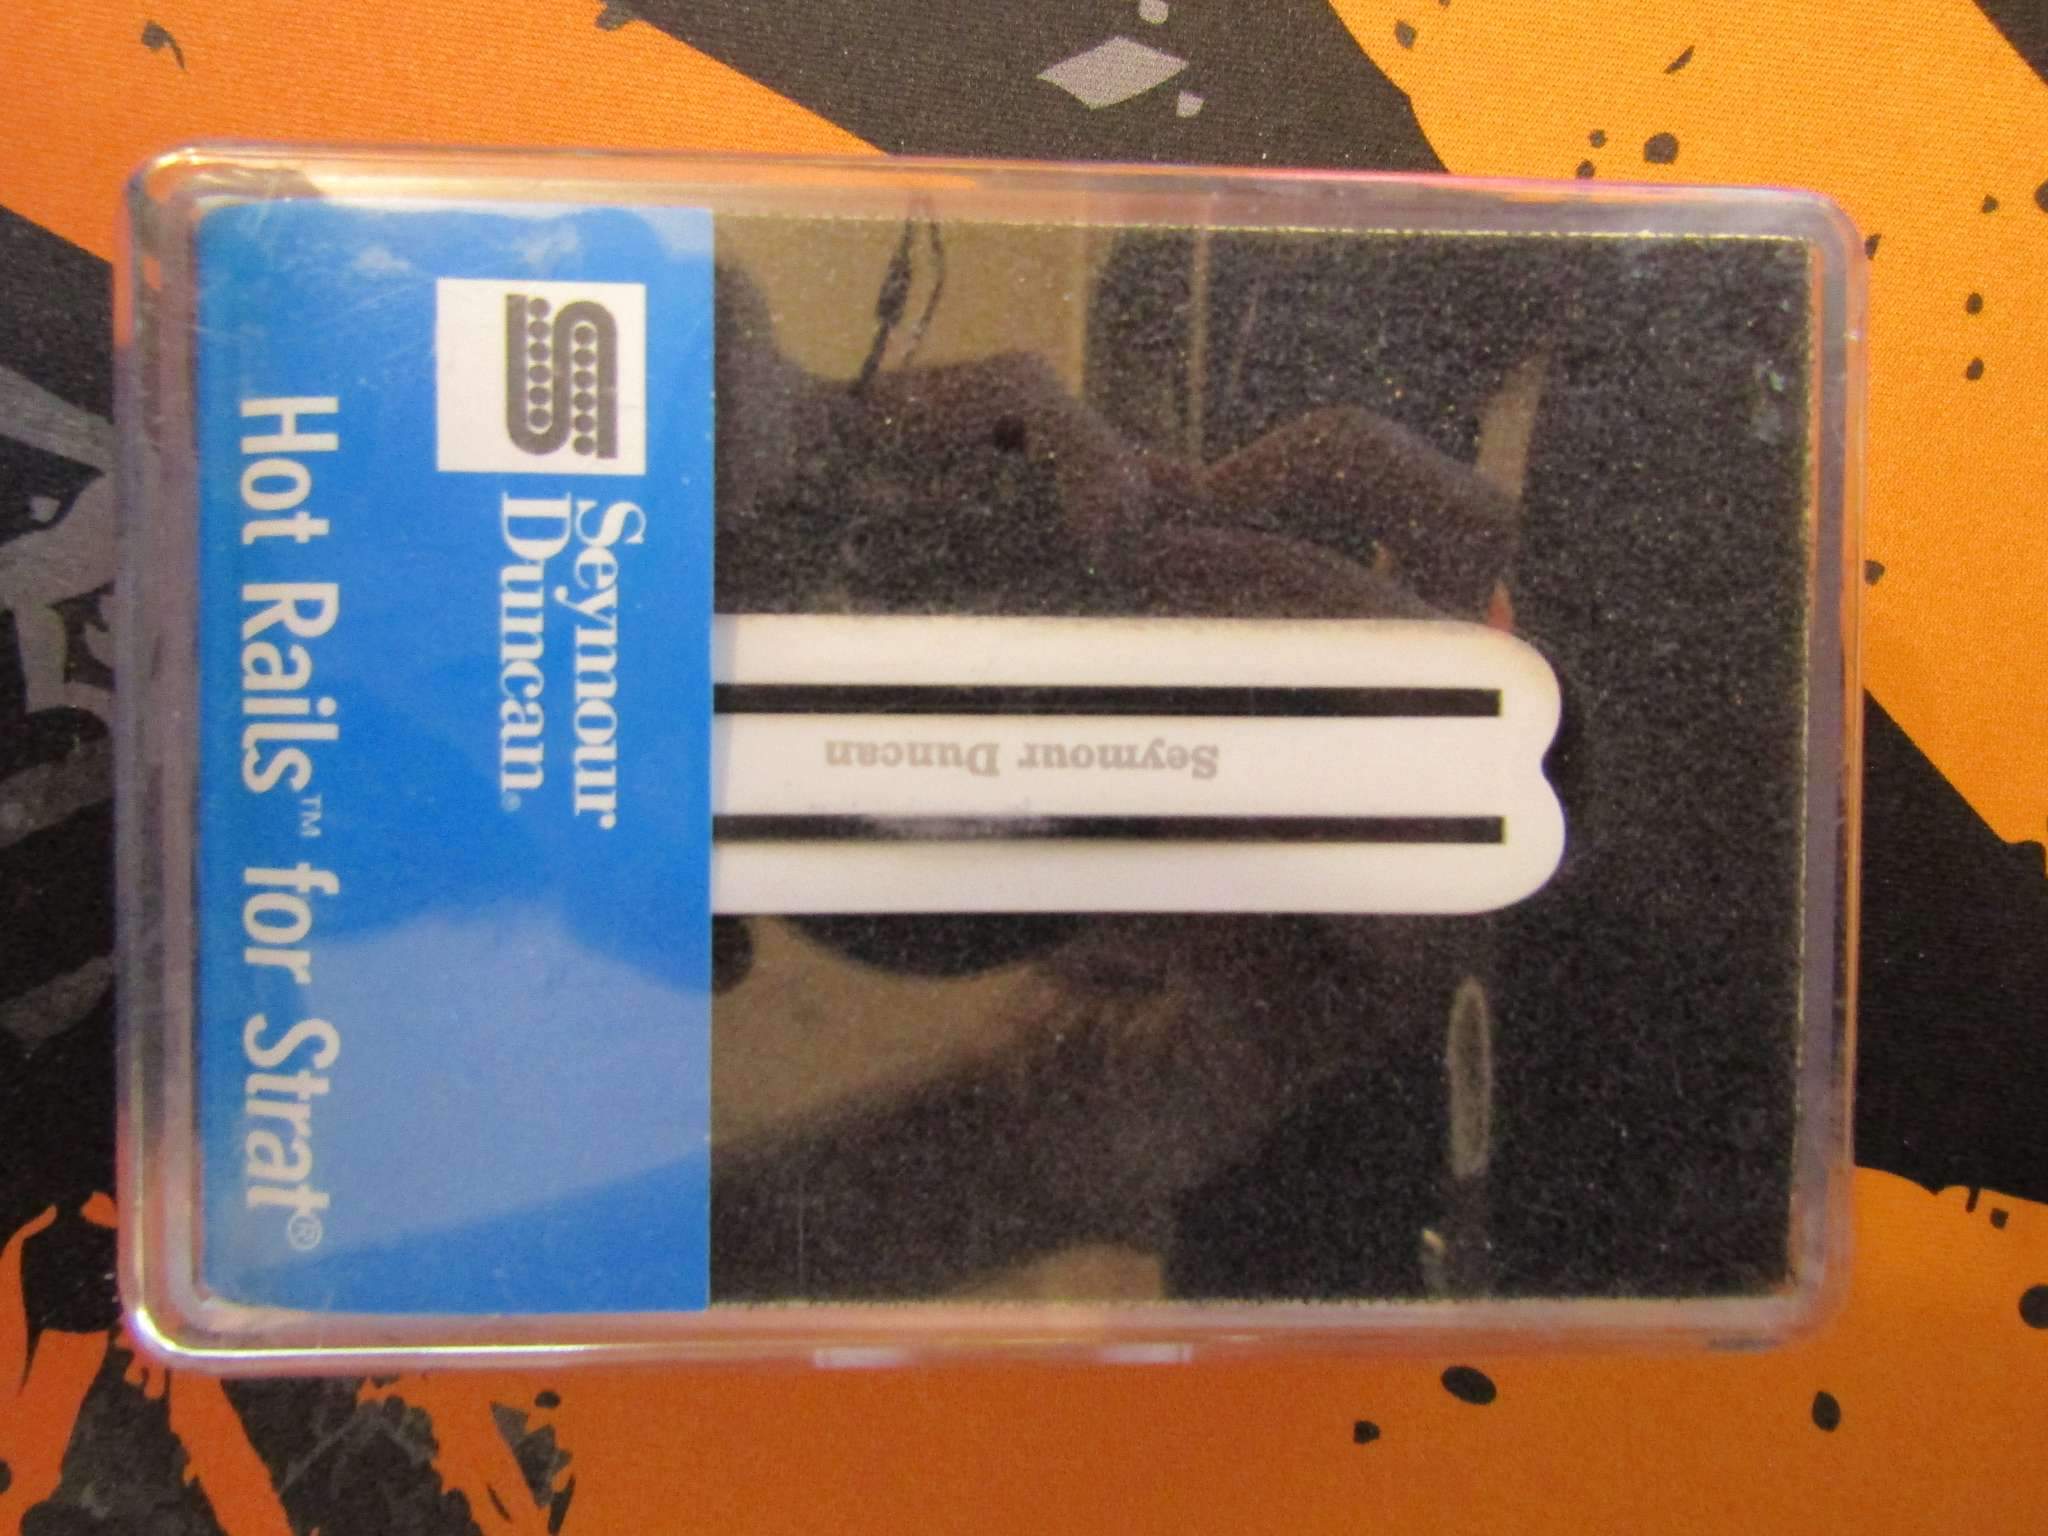 Seymour
Duncan®
Hot Rails™ for Strat®
Seymour Duncan